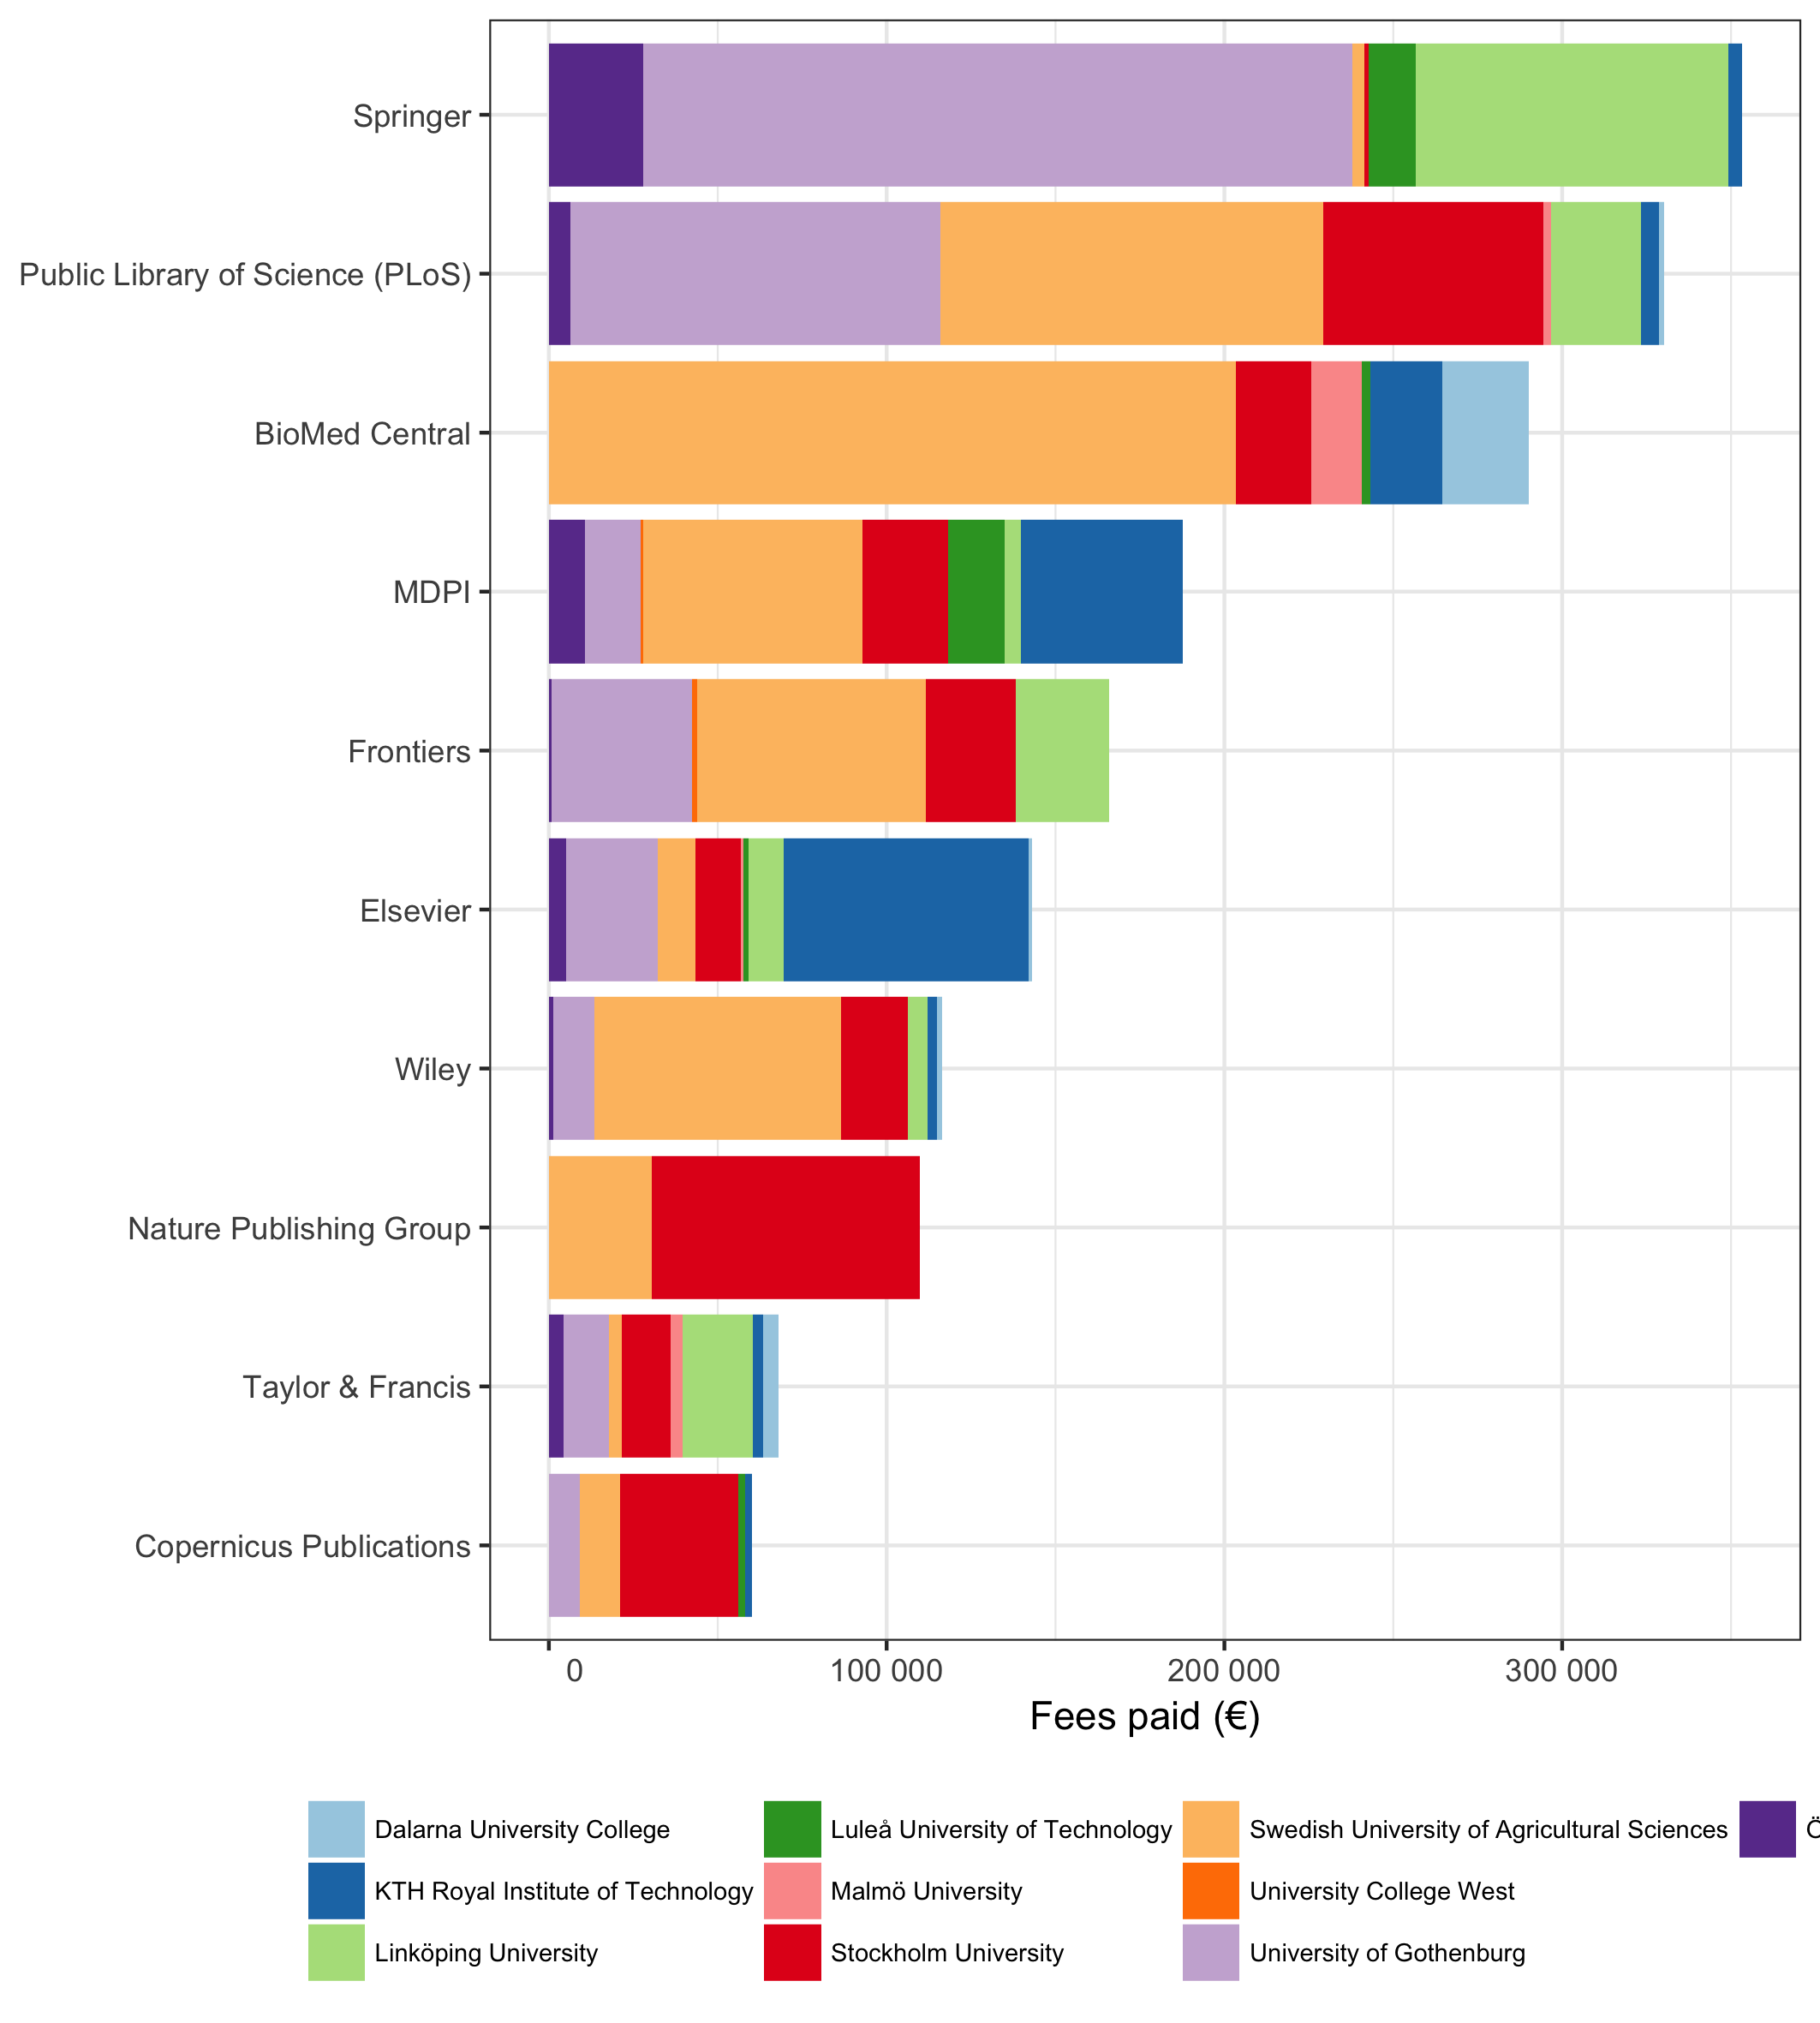 Springer
Public Library of Science (PLoS)
BioMed Central
MDPI
Frontiers
Elsevier
Wiley
Nature Publishing Group
Taylor & Francis
Copernicus Publications
0 100 000 200 000 300 000
Fees paid (€)
Dalarna University College Luleå University of Technology Swedish University of Agricultural Sciences
KTH Royal Institute of Technology Malmö University University College West
Linköping University Stockholm University University of Gothenburg